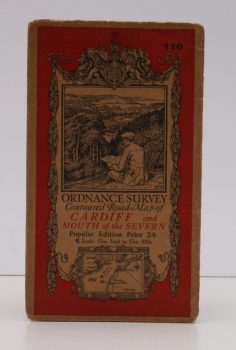 110
ORDNANCE SURVEY
Contoured Road Map of
CARDIFF and
MOUTH of the SEVERN
Popular Edition Price 2/6.
Scale: One Inch to One Mile